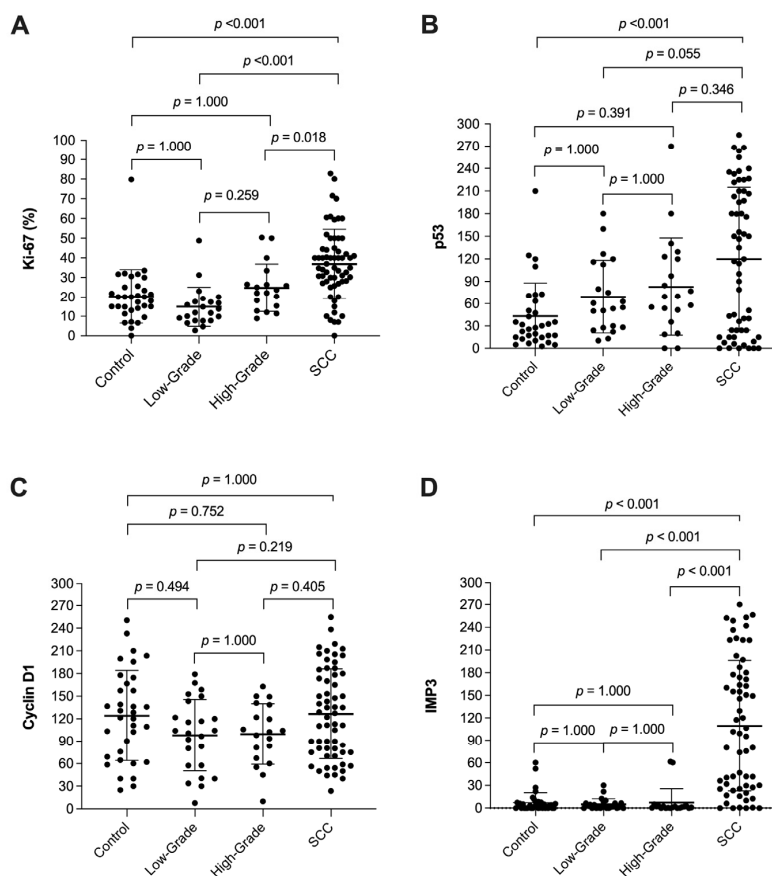 A
p <0.001
p <0.001
p = 1.000
p = 0.018
p = 1.000
p = 0.259
Ki-67 (%)
100
90
80
70
60
50
40
30
20
10
0
Control
Low-Grade
High-Grade
SCC
B
p <0.001
p = 0.055
p = 0.346
p = 0.391
p = 1.000
p = 1.000
p53
300
270
240
210
180
150
120
90
60
30
0
Control
Low-Grade
High-Grade
SCC
C
p = 1.000
p = 0.752
p = 0.219
p = 0.494
p = 0.405
p = 1.000
Cyclin D1
300
270
240
210
180
150
120
90
60
30
0
Control
Low-Grade
High-Grade
SCC
D
p < 0.001
p < 0.001
p < 0.001
p = 1.000
p = 1.000
p = 1.000
IMP3
300
270
240
210
180
150
120
90
60
30
0
Control
Low-Grade
High-Grade
SCC